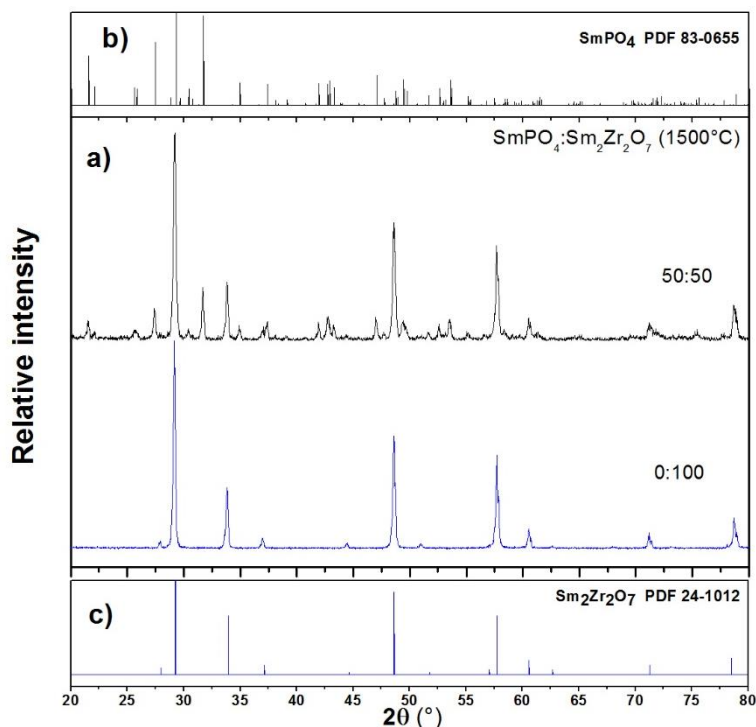 b)
SmPO4 PDF 83-0655
a)
SmPO4:Sm2Zr2O7 (1500°C)
50:50
0:100
Relative intensity
c)
Sm2Zr2O7 PDF 24-1012
20 25 30 35 40 45 50 55 60 65 70 75 80
2θ (°)